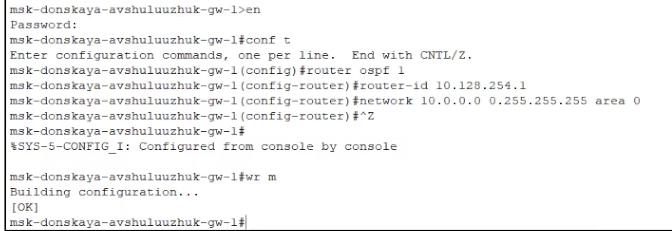 msk-donskaya-avshuluuzhuk-gw-1>en
Password:
msk-donskaya-avshuluuzhuk-gw-1#conf t
Enter configuration commands, one per line.  End with CNTL/Z.
msk-donskaya-avshuluuzhuk-gw-1(config)#router ospf 1
msk-donskaya-avshuluuzhuk-gw-1(config-router)#router-id 10.128.254.1
msk-donskaya-avshuluuzhuk-gw-1(config-router)#network 10.0.0.0 0.255.255.255 area 0
msk-donskaya-avshuluuzhuk-gw-1(config-router)#^Z
msk-donskaya-avshuluuzhuk-gw-1#
%SYS-5-CONFIG_I: Configured from console by console
msk-donskaya-avshuluuzhuk-gw-1#wr m
Building configuration...
[OK]
msk-donskaya-avshuluuzhuk-gw-1#